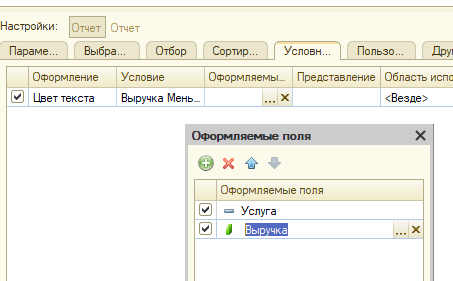 Настройки: Отчет Отчет
Параме... Выбра... Отбор Сортир... Условн... Пользо... Дру
Оформление Условие Оформляемы... Представление Область испо
Цвет текста Выручка Мень... ... <Везде>
Оформляемые поля
Оформляемые поля
Услуга
Выручка ...